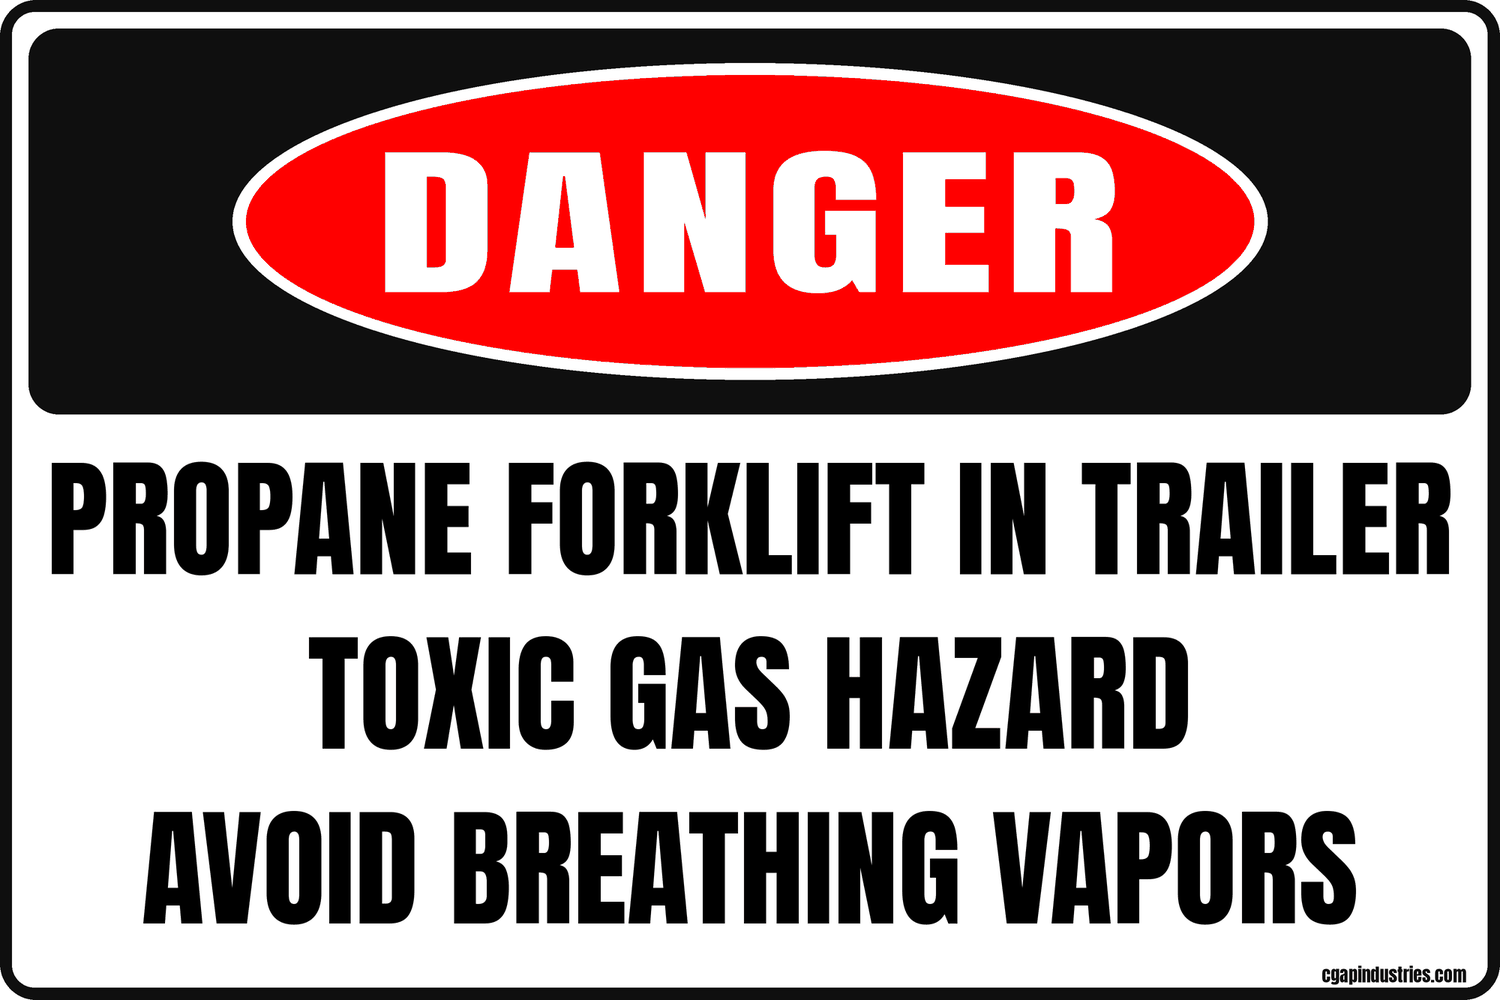 DANGER
PROPANE FORKLIFT IN TRAILER
TOXIC GAS HAZARD
AVOID BREATHING VAPORS
cgapindustries.com